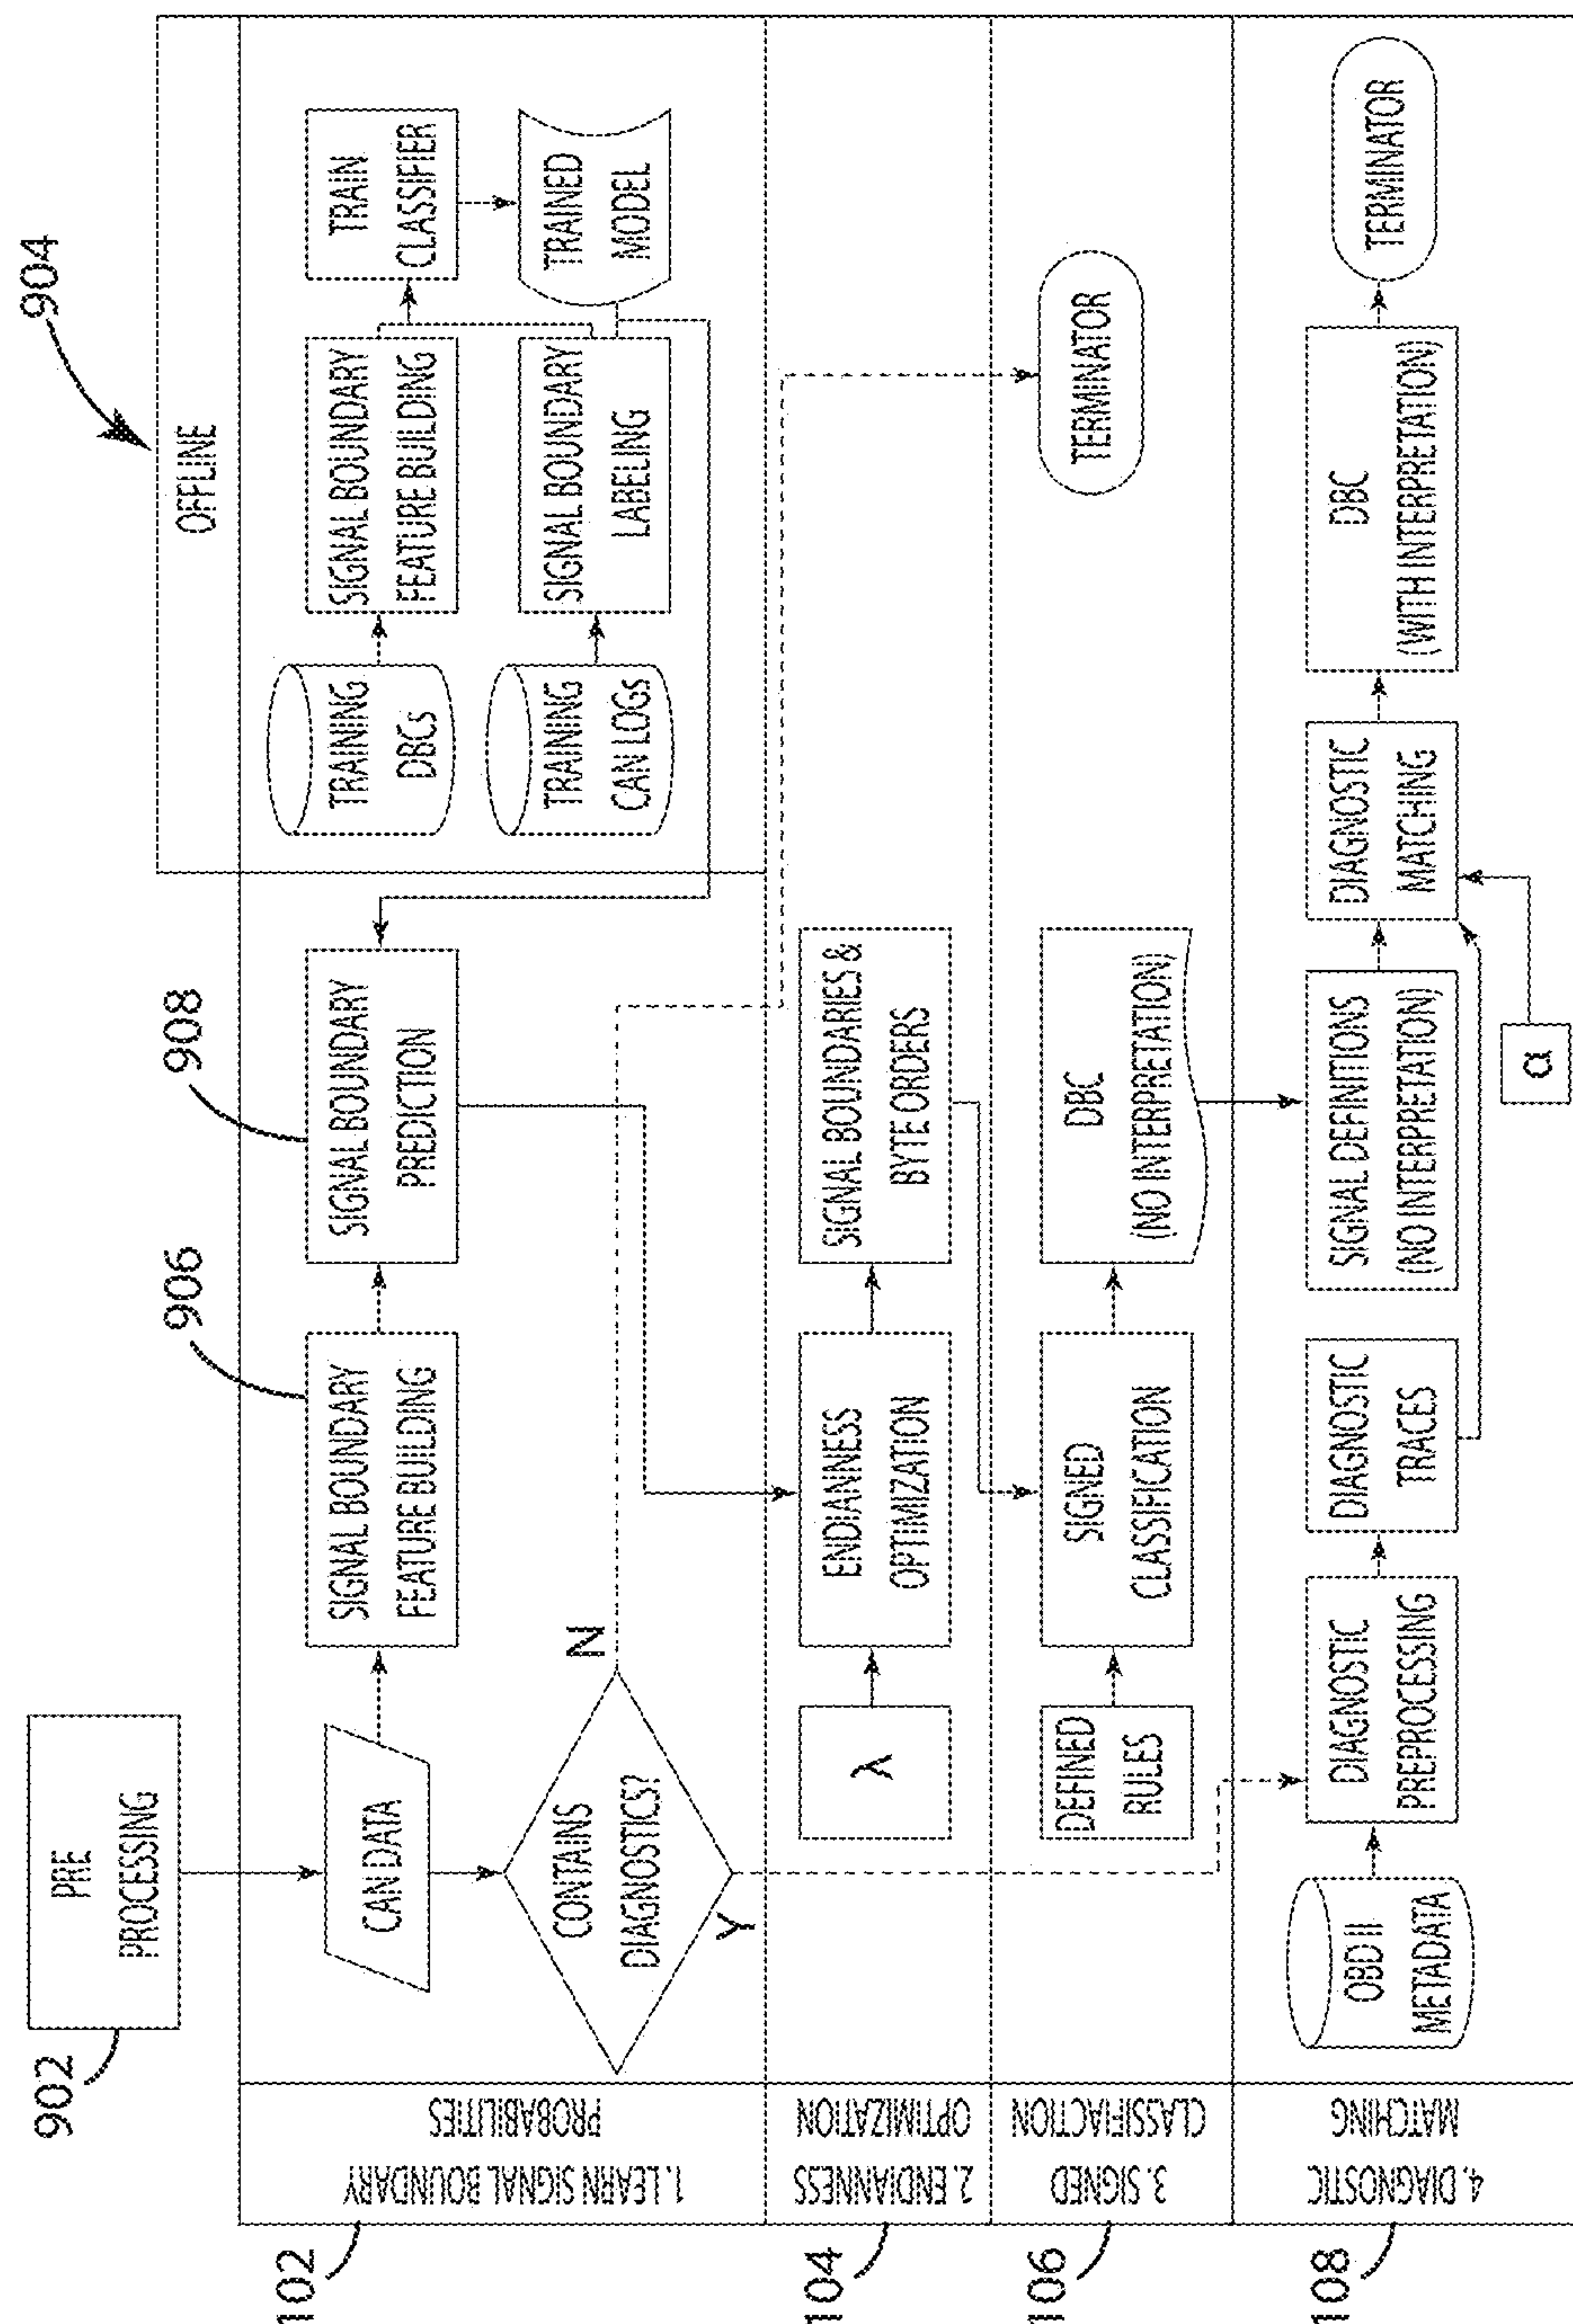 904
OFFLINE
902
PRE
PROCESSING
906
908
102
1. LEARN SIGNAL BOUNDARY
PROBABILITIES
CAN DATA
SIGNAL BOUNDARY
FEATURE BUILDING
SIGNAL BOUNDARY
PREDICTION
TRAINING
DBCs
SIGNAL BOUNDARY
FEATURE BUILDING
TRAIN
CLASSIFIER
CONTAINS
DIAGNOSTICS?
N
Y
TRAINING
CAN LOGs
SIGNAL BOUNDARY
LABELING
TRAINED
MODEL
104
2. ENDIANNESS
OPTIMIZATION
λ
ENDIANNESS
OPTIMIZATION
SIGNAL BOUNDARIES &
BYTE ORDERS
106
3. SIGNED
CLASSIFIACTION
DEFINED
RULES
SIGNED
CLASSIFICATION
DBC
(NO INTERPRETATION)
TERMINATOR
108
4. DIAGNOSTIC
MATCHING
OBD II
METADATA
DIAGNOSTIC
PREPROCESSING
DIAGNOSTIC
TRACES
SIGNAL DEFINITIONS
(NO INTERPRETATION)
DIAGNOSTIC
MATCHING
DBC
(WITH INTERPRETATION)
TERMINATOR
α